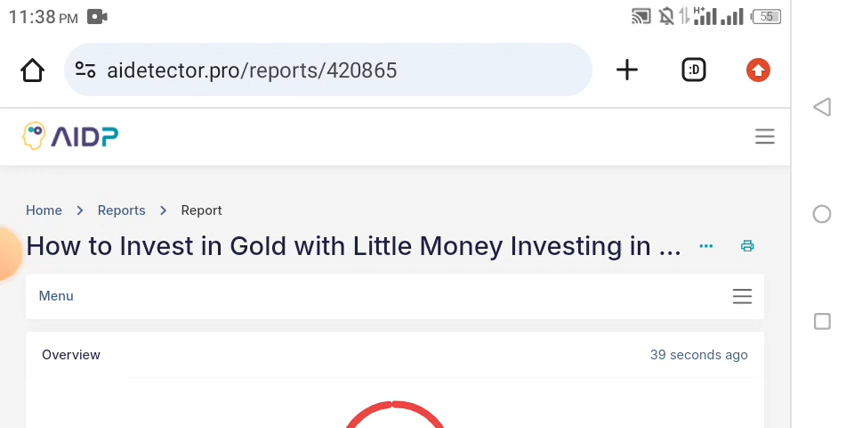 11:38 PM H+ 55
aidetector.pro/reports/420865 :D
AIDP
Home > Reports > Report
How to Invest in Gold with Little Money Investing in ...
Menu
Overview 39 seconds ago